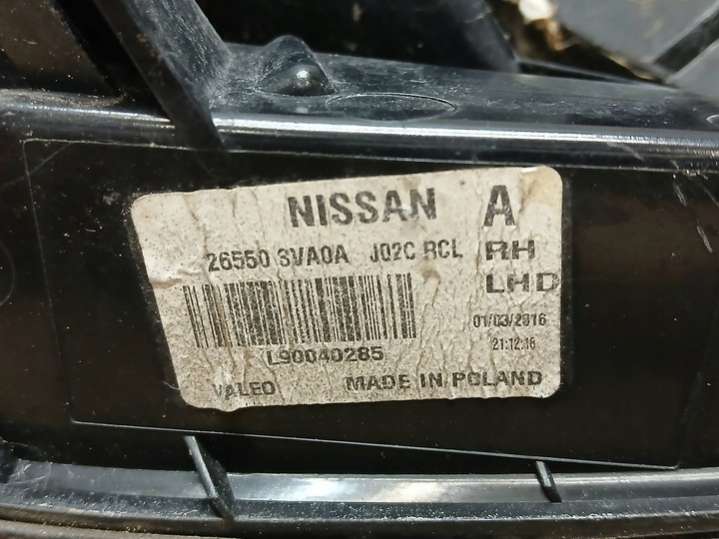 NISSAN A
26550 3VA0A J02C RCL RH
LHD
01/03/2016
L90040285 21:12:16
VALEO MADE IN POLAND